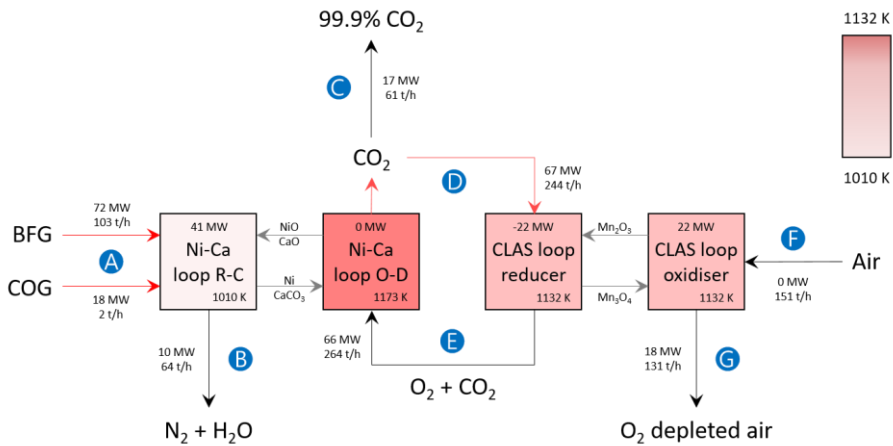 99.9% CO₂
1132 K
C
17 MW
61 t/h
CO₂
D
67 MW
244 t/h
1010 K
72 MW
103 t/h
BFG
A
COG
18 MW
2 t/h
41 MW
Ni-Ca
loop R-C
1010 K
NiO
CaO
Ni
CaCO₃
0 MW
Ni-Ca
loop O-D
1173 K
-22 MW
CLAS loop
reducer
1132 K
Mn₂O₃
Mn₃O₄
22 MW
CLAS loop
oxidiser
1132 K
F
Air
0 MW
151 t/h
10 MW
64 t/h
B
66 MW
264 t/h
E
O₂ + CO₂
18 MW
131 t/h
G
N₂ + H₂O
O₂ depleted air